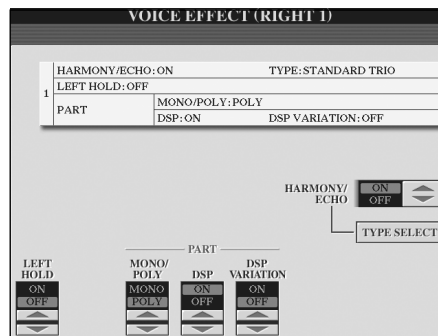 VOICE EFFECT (RIGHT 1)
1
HARMONY/ECHO:ON TYPE:STANDARD TRIO
LEFT HOLD:OFF
PART
MONO/POLY:POLY
DSP:ON DSP VARIATION:OFF
HARMONY/
ECHO
ON
OFF
TYPE SELECT
PART
LEFT
HOLD
MONO/
POLY
DSP
DSP
VARIATION
ON MONO ON ON
OFF POLY OFF OFF